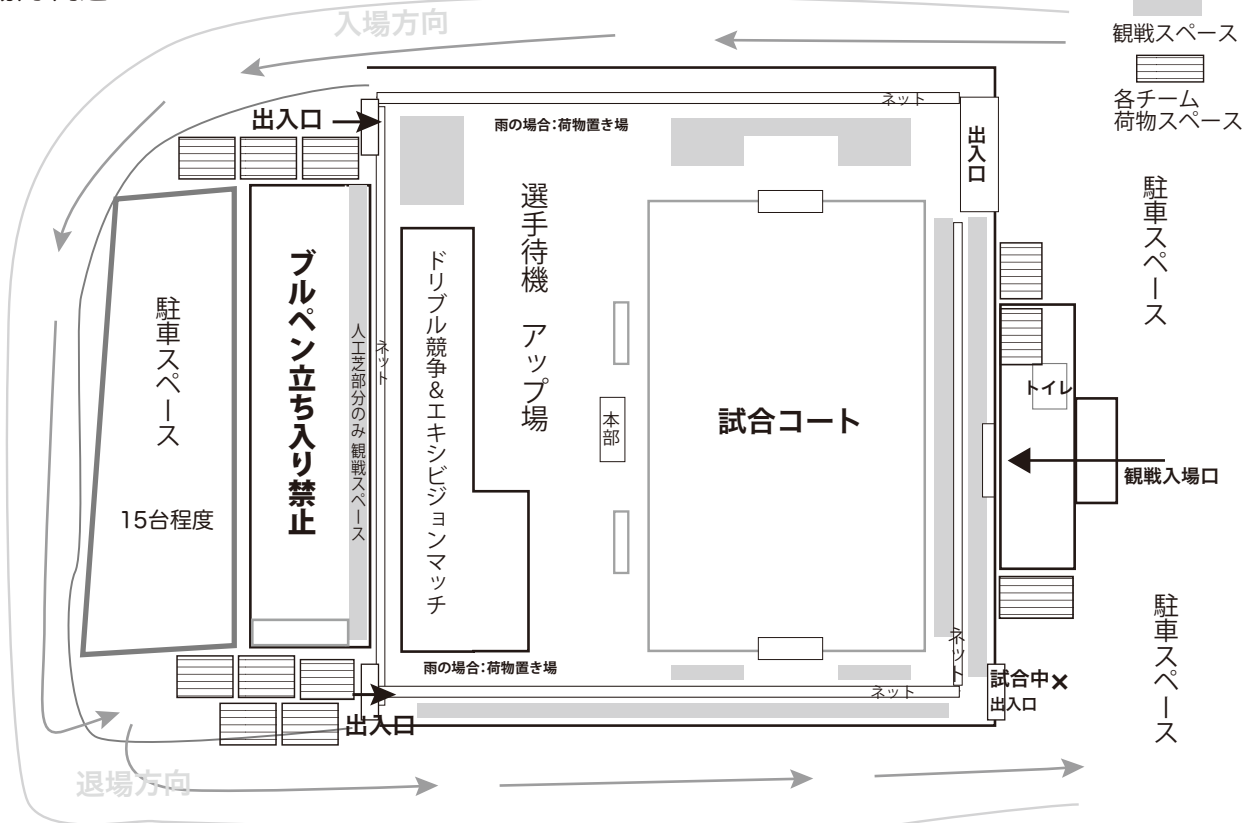 入場方向
観戦スペース
各チーム
荷物スペース
ネット
出入口
雨の場合:荷物置き場
出入口
駐車スペース
選手待機 アップ場
ドリブル競争&エキシビジョンマッチ
ブルペン立ち入り禁止
人工芝部分のみ 観戦スペース
ネット
駐車スペース
15台程度
本部
試合コート
トイレ
観戦入場口
駐車スペース
雨の場合:荷物置き場
ネット
ネット
試合中×
出入口
出入口
退場方向